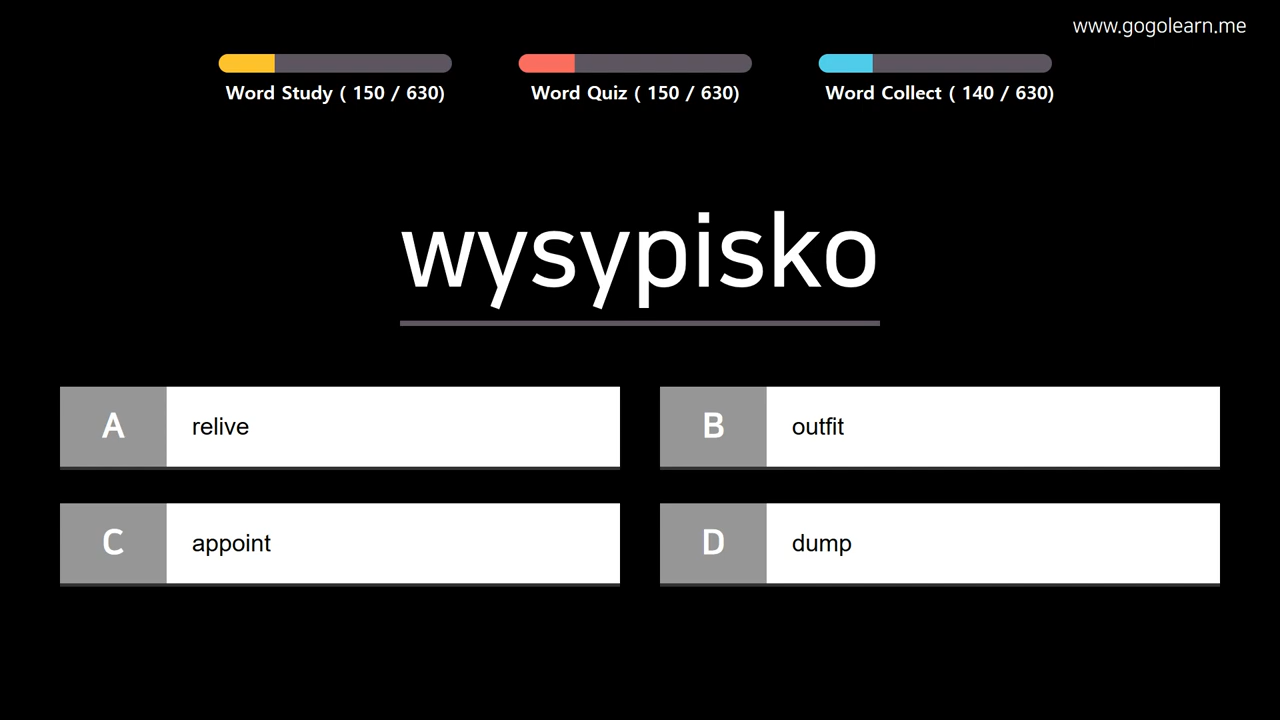 www.gogolearn.me
Word Study ( 150 / 630)
Word Quiz ( 150 / 630)
Word Collect ( 140 / 630)
wysypisko
A relive
B outfit
C appoint
D dump